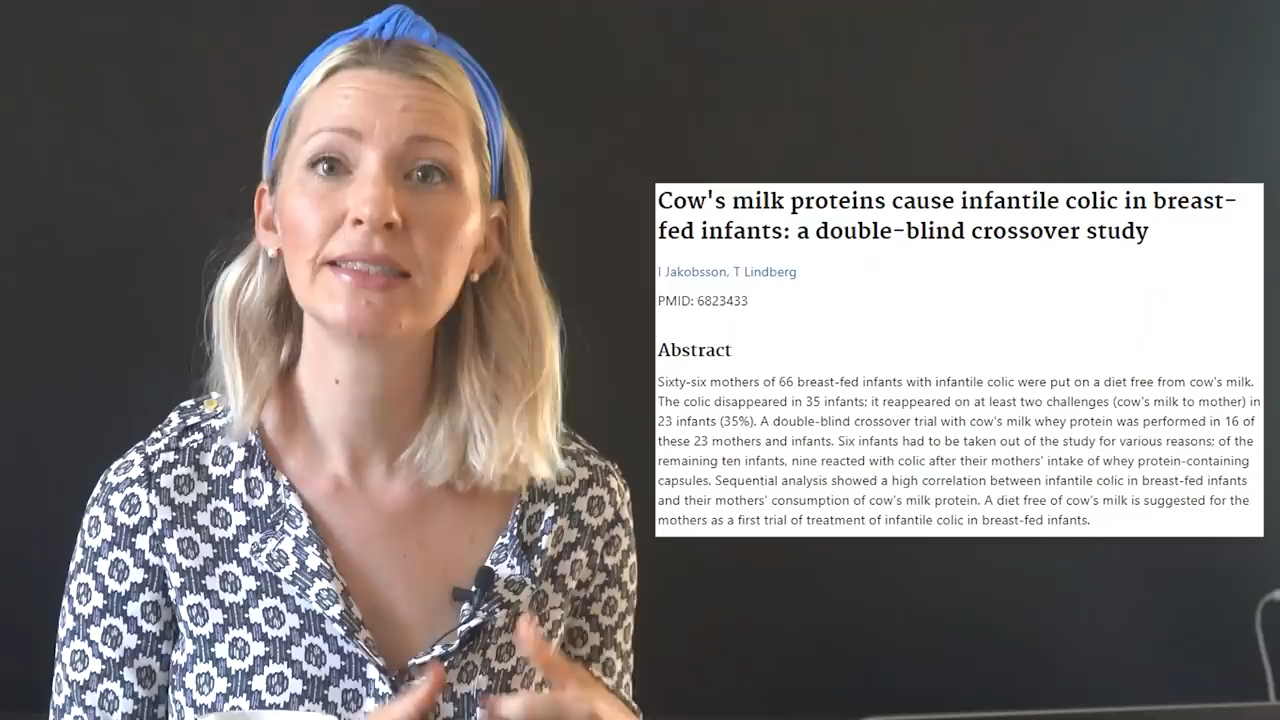 Cow's milk proteins cause infantile colic in breast-
fed infants: a double-blind crossover study
I Jakobsson, T Lindberg
PMID: 6823433
Abstract
Sixty-six mothers of 66 breast-fed infants with infantile colic were put on a diet free from cow's milk.
The colic disappeared in 35 infants; it reappeared on at least two challenges (cow's milk to mother) in
23 infants (35%). A double-blind crossover trial with cow's milk whey protein was performed in 16 of
these 23 mothers and infants. Six infants had to be taken out of the study for various reasons; of the
remaining ten infants, nine reacted with colic after their mothers' intake of whey protein-containing
capsules. Sequential analysis showed a high correlation between infantile colic in breast-fed infants
and their mothers' consumption of cow's milk protein. A diet free of cow's milk is suggested for the
mothers as a first trial of treatment of infantile colic in breast-fed infants.